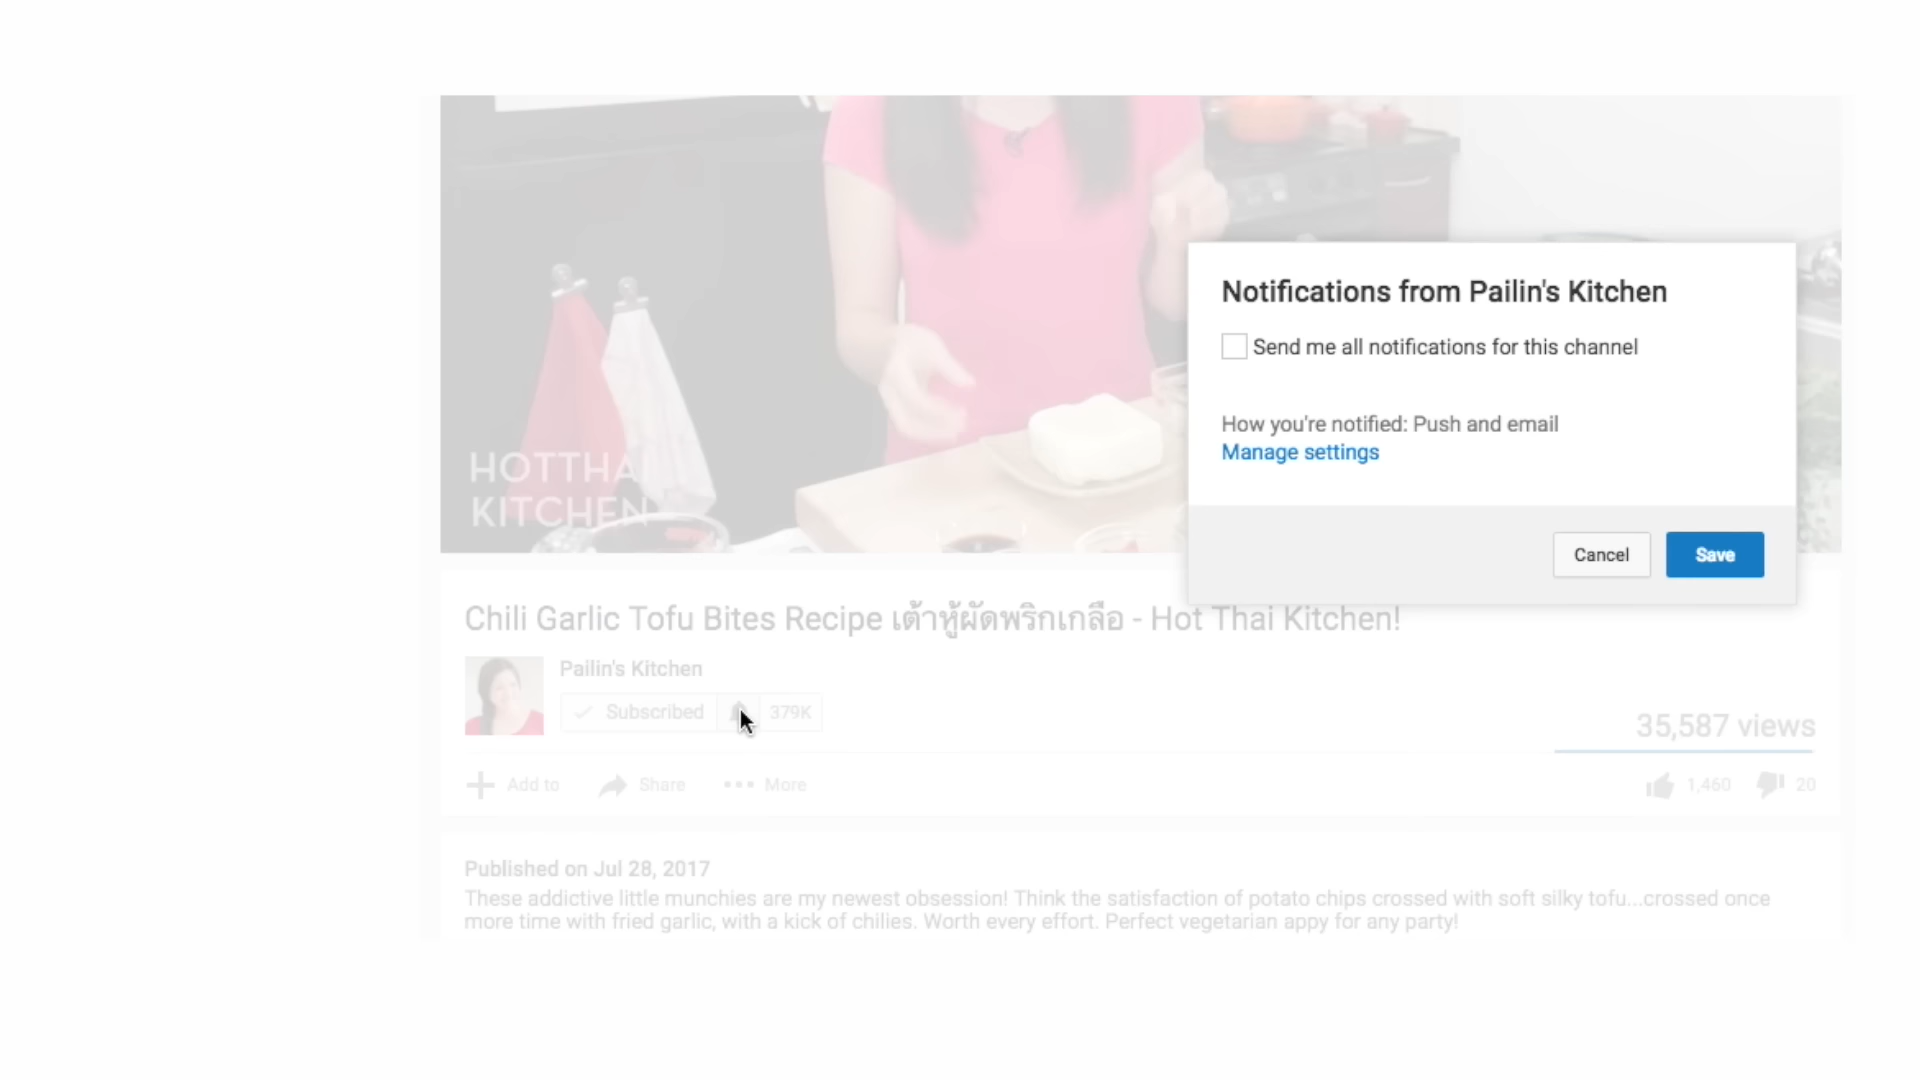 HOTTHAI
KITCHEN
Notifications from Pailin's Kitchen
Send me all notifications for this channel
How you're notified: Push and email
Manage settings
Cancel Save
Chili Garlic Tofu Bites Recipe เต้าหู้ผัดพริกเกลือ - Hot Thai Kitchen!
Pailin's Kitchen
Subscribed 379K
35,587 views
Add to Share More 1,460 20
Published on Jul 28, 2017
These addictive little munchies are my newest obsession! Think the satisfaction of potato chips crossed with soft silky tofu...crossed once
more time with fried garlic, with a kick of chilies. Worth every effort. Perfect vegetarian appy for any party!